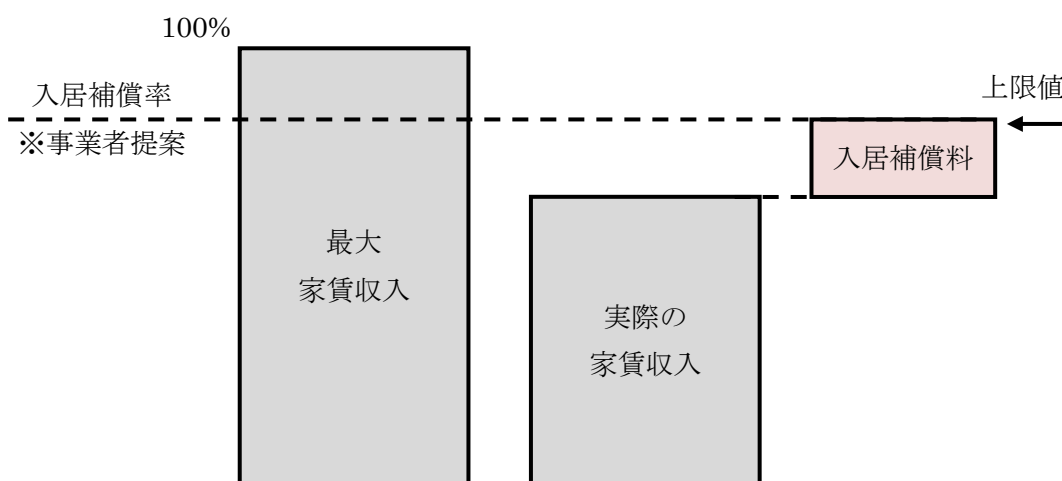 100%
入居補償率
※事業者提案
上限値
入居補償料
最大
家賃収入
実際の
家賃収入